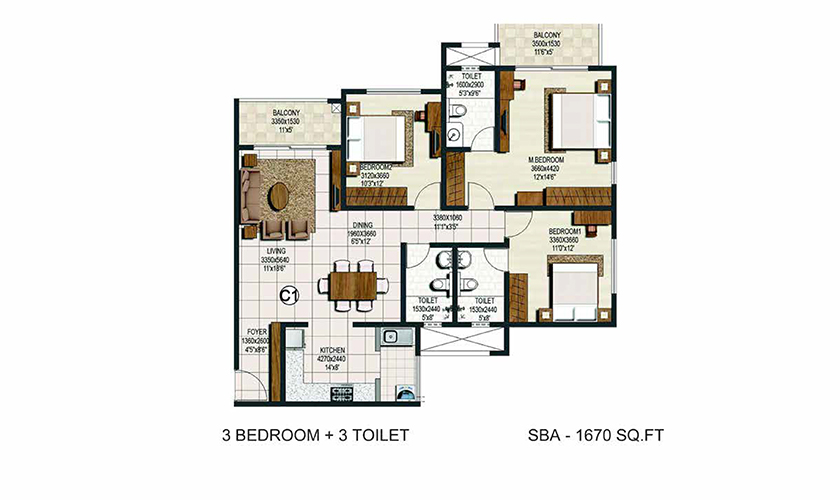 BALCONY
3500x1530
11'6"x5'
TOILET
1600x2900
5'3"x9'6"
BALCONY
3350x1530
11'x5'
M.BEDROOM
3660x4420
12'x14'6"
BEDROOM2
3120x3660
10'3"x12'
3380x1060
11'1"x3'5"
DINING
1960X3660
6'5"x12'
BEDROOM1
3360X3660
11'0"x12'
LIVING
3350x5640
11'x18'6"
C1
TOILET
1530x2440
5'x8'
TOILET
1530x2440
5'x8'
FOYER
1360x2600
4'5"x8'6"
KITCHEN
4270x2440
14'x8'
3 BEDROOM + 3 TOILET
SBA - 1670 SQ.FT